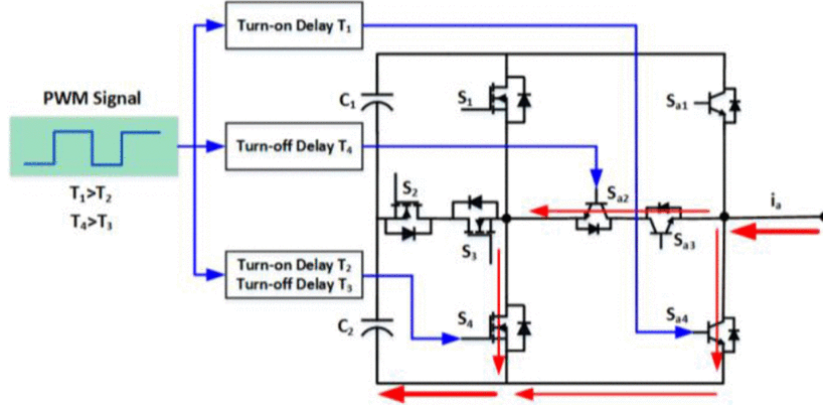 Turn-on Delay T₁
PWM Signal
C₁
S₁
Sₐ₁
Turn-off Delay T₄
T₁>T₂
T₄>T₃
S₂
Sₐ₂
iₐ
S₃
Sₐ₃
Turn-on Delay T₂
Turn-off Delay T₃
C₂
S₄
Sₐ₄